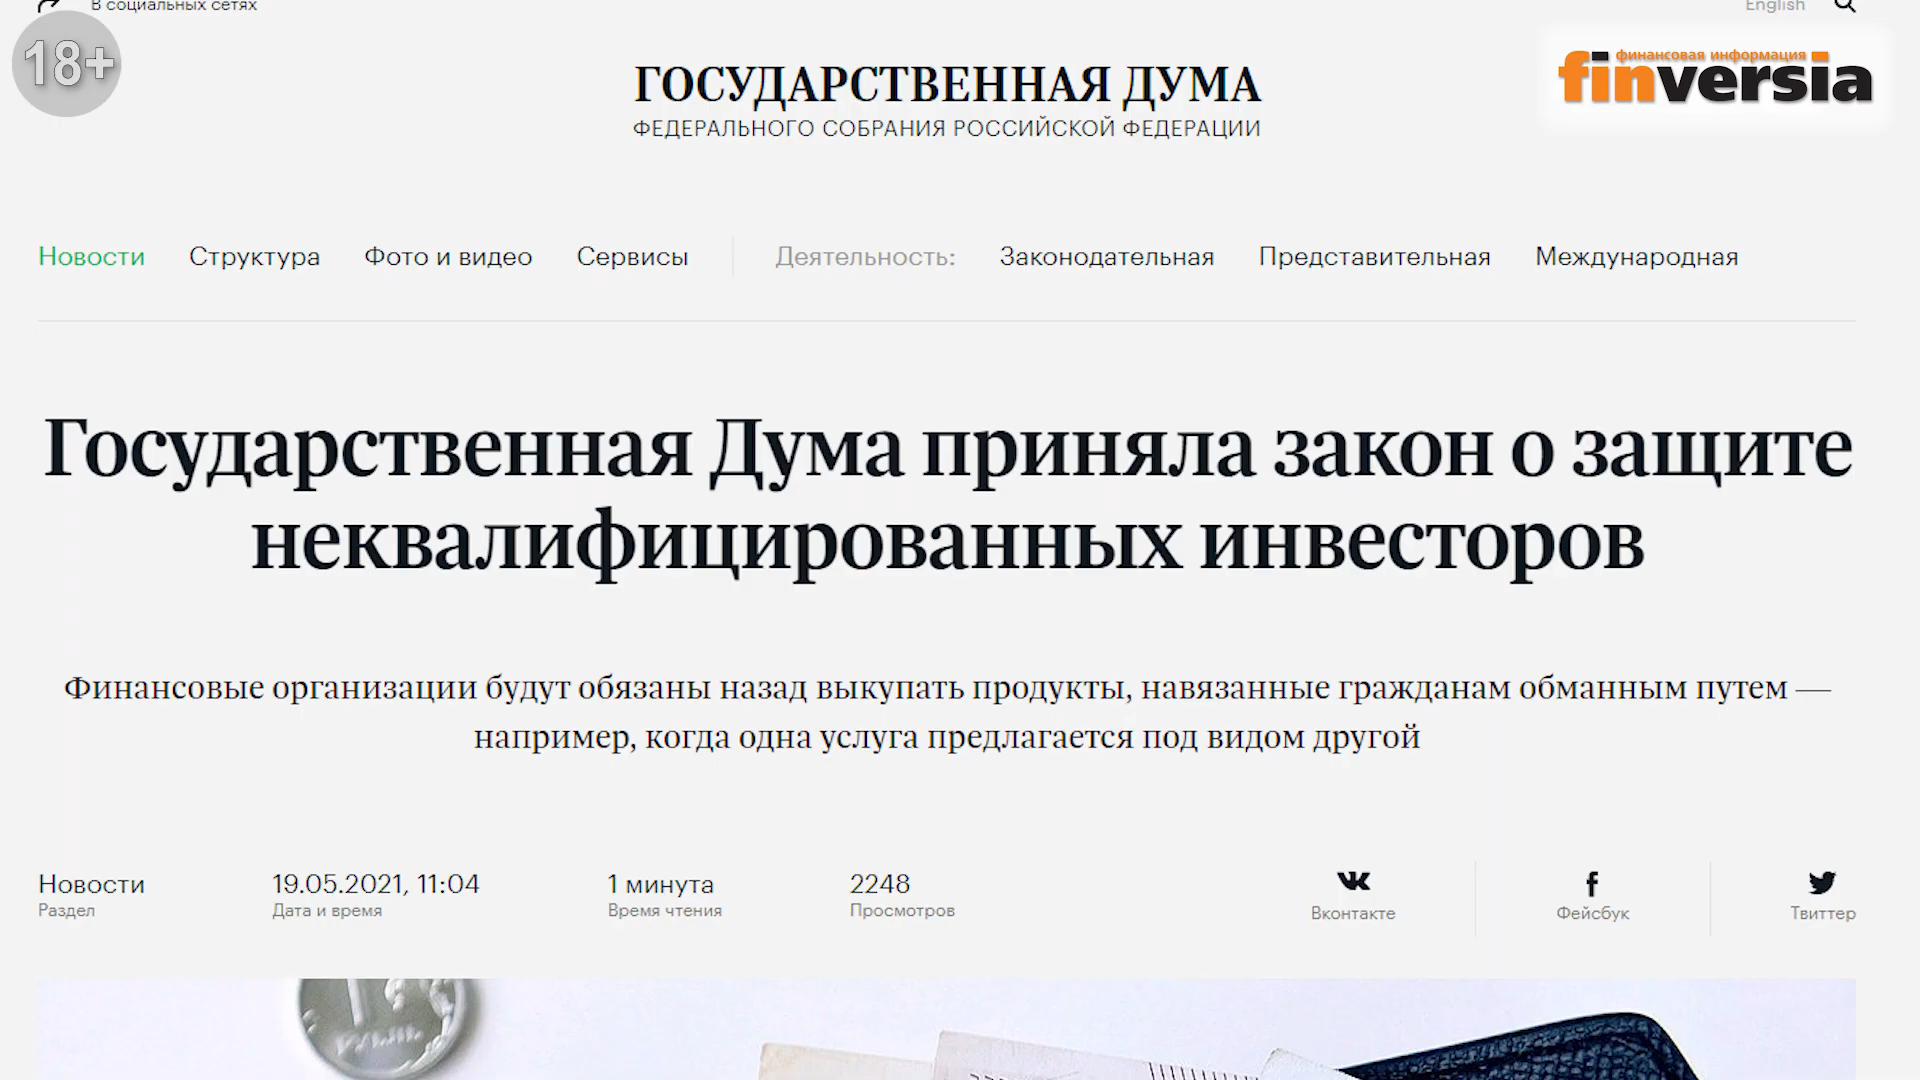 В социальных сетях
English
18+
финансовая информация
finversia
ГОСУДАРСТВЕННАЯ ДУМА
ФЕДЕРАЛЬНОГО СОБРАНИЯ РОССИЙСКОЙ ФЕДЕРАЦИИ
Новости Структура Фото и видео Сервисы Деятельность: Законодательная Представительная Международная
Государственная Дума приняла закон о защите
неквалифицированных инвесторов
Финансовые организации будут обязаны назад выкупать продукты, навязанные гражданам обманным путем —
например, когда одна услуга предлагается под видом другой
Новости 19.05.2021, 11:04 1 минута 2248
Раздел Дата и время Время чтения Просмотров Вконтакте Фейсбук Твиттер